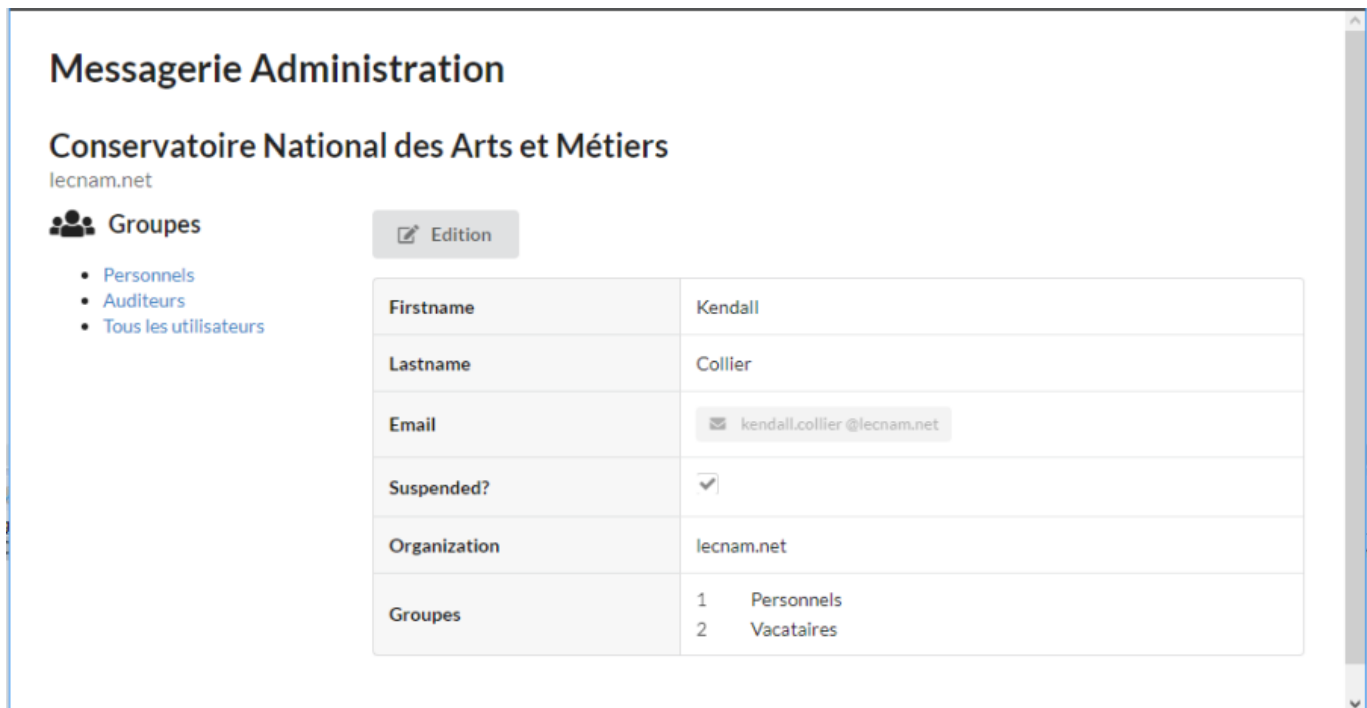 Messagerie Administration
Conservatoire National des Arts et Métiers
lecnam.net
Groupes
• Personnels
• Auditeurs
• Tous les utilisateurs
Edition
Firstname Kendall
Lastname Collier
Email kendall.collier @lecnam.net
Suspended?
Organization lecnam.net
Groupes 1 Personnels
2 Vacataires